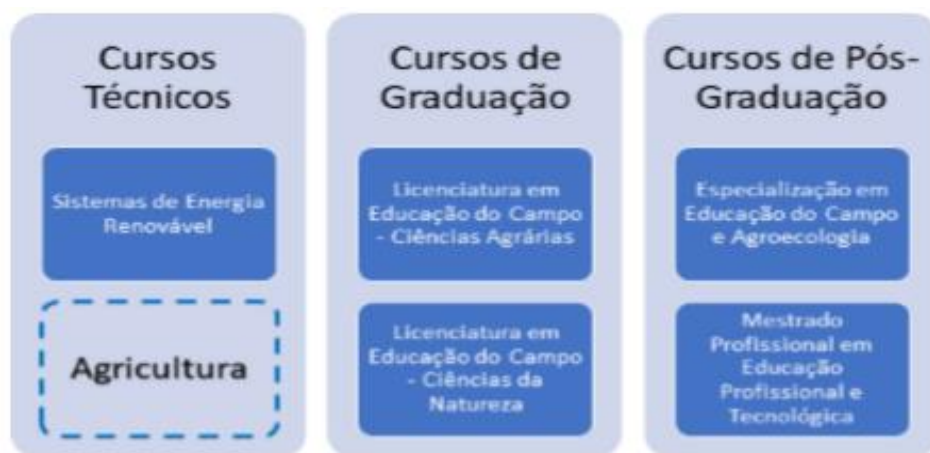 Cursos
Técnicos
Sistemas de Energia
Renovável
Agricultura
Cursos de
Graduação
Licenciatura em
Educação do Campo
- Ciências Agrárias
Licenciatura em
Educação do Campo
- Ciências da
Natureza
Cursos de Pós-
Graduação
Especialização em
Educação do Campo
e Agroecologia
Mestrado
Profissional em
Educação
Profissional e
Tecnológica